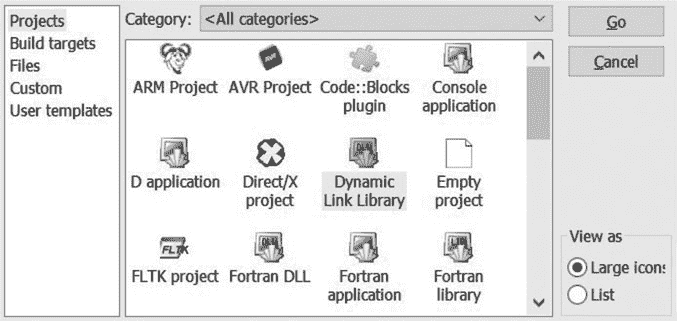 Projects
Build targets
Files
Custom
User templates
Category: <All categories>
Go
Cancel
ARM Project AVR Project Code::Blocks plugin Console application
D application Direct/X project Dynamic Link Library Empty project
FLTK
FLTK project Fortran DLL Fortran application Fortran library
View as
Large icons
List